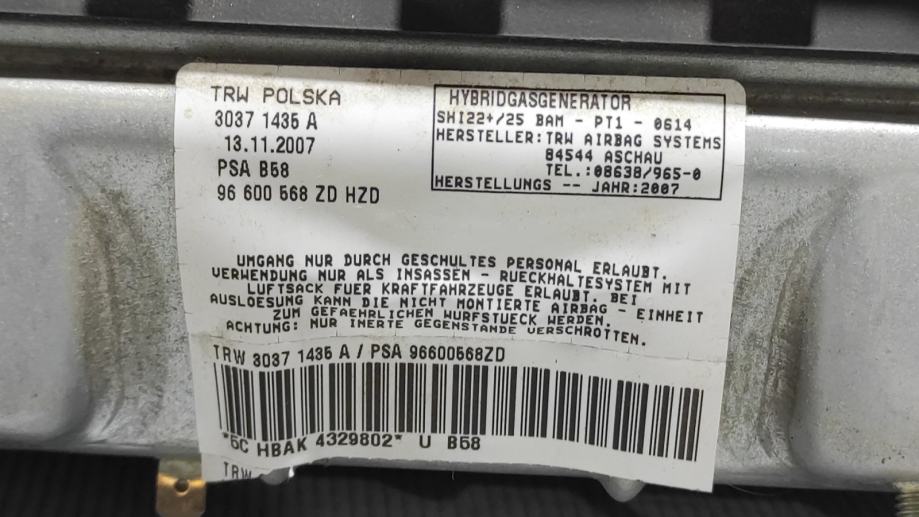 TRW POLSKA
3037 1435 A
13.11.2007
PSA B58
96 600 568 ZD HZD
HYBRIDGASGENERATOR
SHI22+/25 BAM - PT1 - 0614
HERSTELLER: TRW AIRBAG SYSTEMS
84544 ASCHAU
TEL.:08638/965-0
HERSTELLUNGS -- JAHR:2007
UMGANG NUR DURCH GESCHULTES PERSONAL ERLAUBT.
VERWENDUNG NUR ALS INSASSEN - RUECKHALTESYSTEM MIT
LUFTSACK FUER KRAFTFAHRZEUGE ERLAUBT. BEI
AUSLOESUNG KANN DIE NICHT MONTIERTE AIRBAG - EINHEIT
ZUM GEFAEHRLICHEN WURFSTUECK WERDEN.
ACHTUNG: NUR INERTE GEGENSTANDE VERSCHROTTEN.
TRW 3037 1435 A / PSA 96600568ZD
*5C HBAK 4329802* U B58
TRW